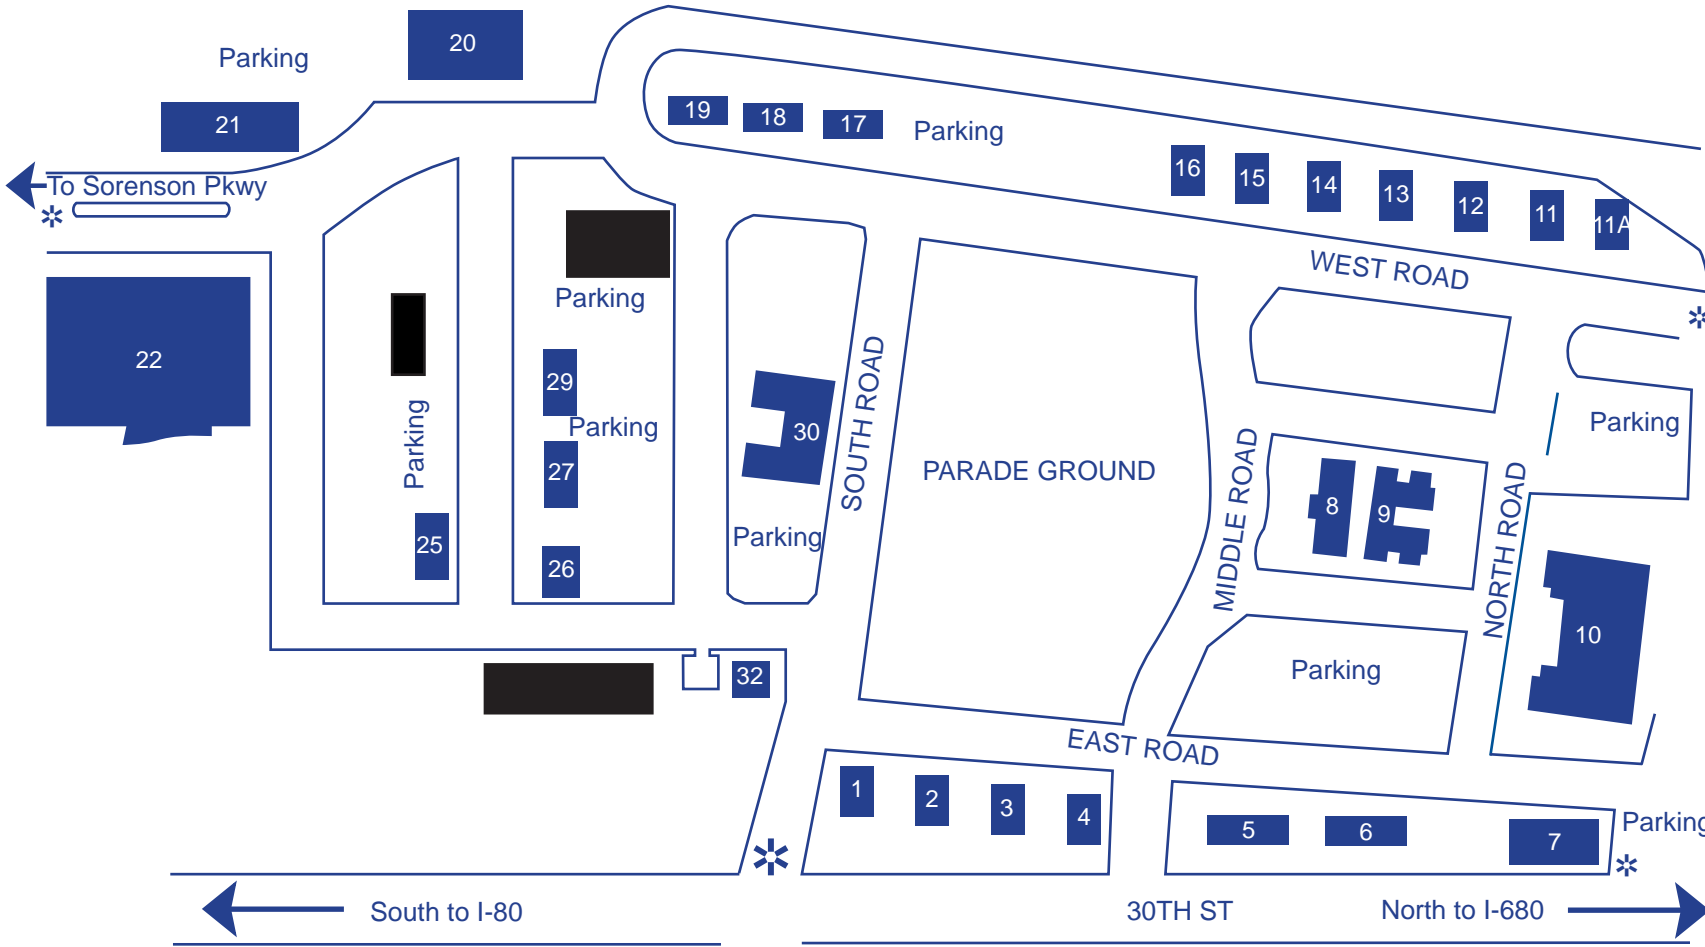 20
Parking
21
19
18
17
Parking
16
15
14
13
12
11
11A
To Sorenson Pkwy
WEST ROAD
Parking
22
29
Parking
Parking
27
25
26
30
SOUTH ROAD
Parking
PARADE GROUND
MIDDLE ROAD
8
9
NORTH ROAD
Parking
10
Parking
32
EAST ROAD
1
2
3
4
5
6
7
Parking
South to I-80
30TH ST
North to I-680